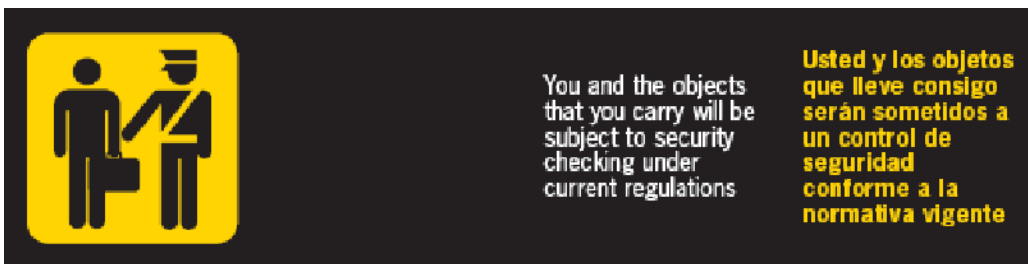 You and the objects
that you carry will be
subject to security
checking under
current regulations
Usted y los objetos
que lleve consigo
serán sometidos a
un control de
seguridad
conforme a la
normativa vigente